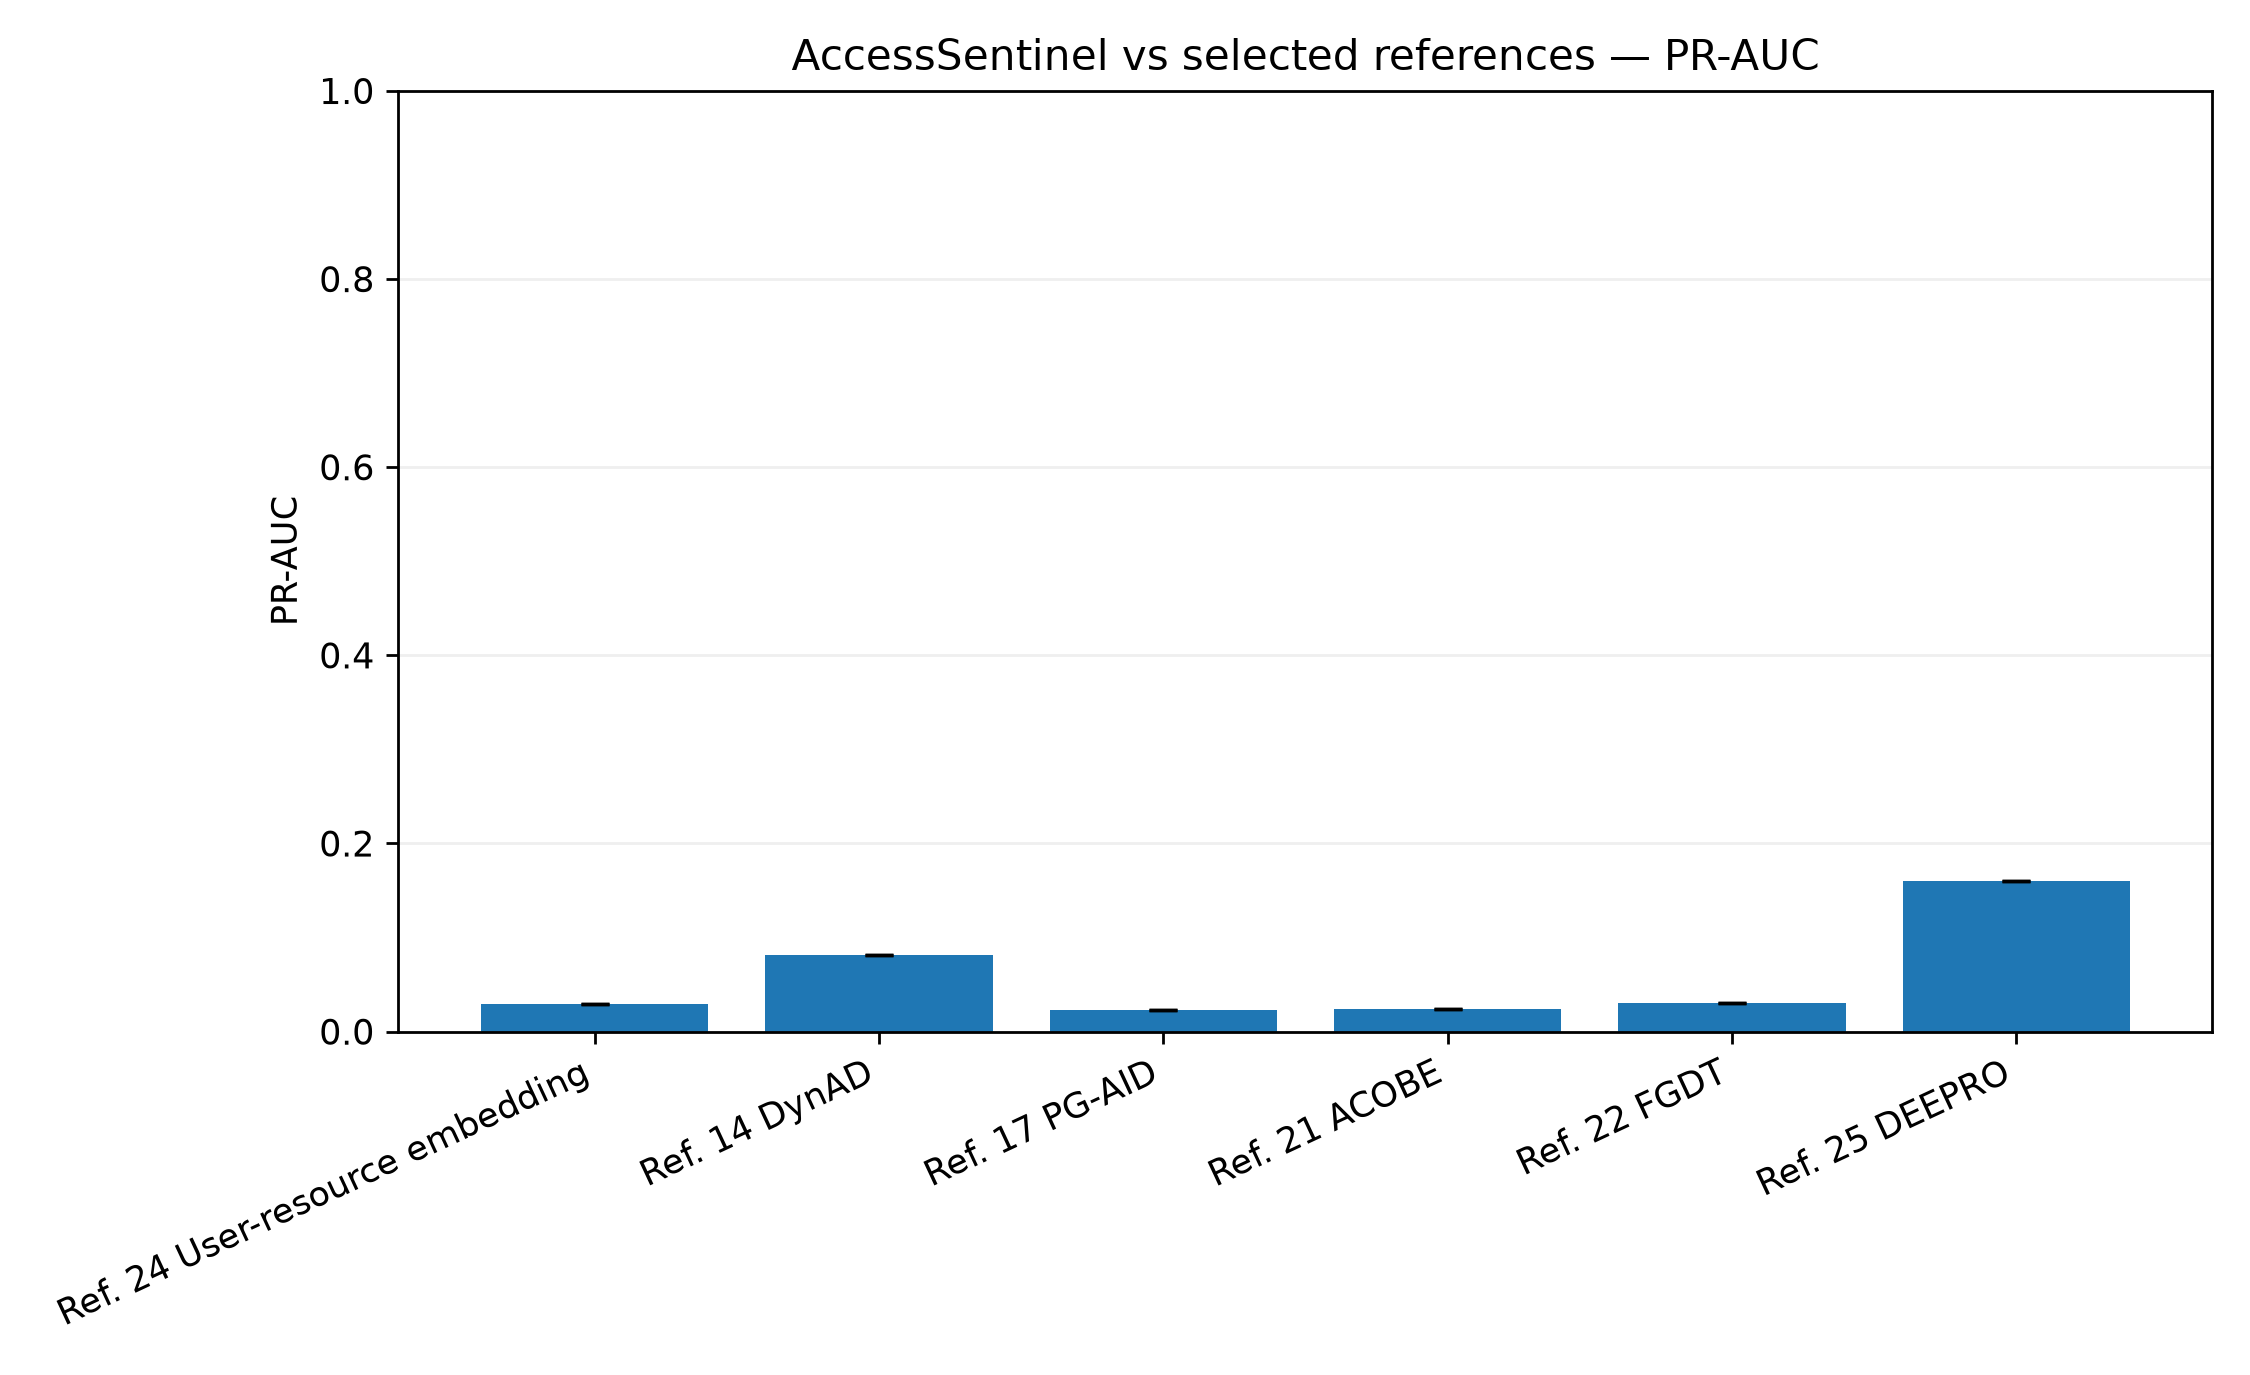 AccessSentinel vs selected references — PR-AUC
PR-AUC
1.0
0.8
0.6
0.4
0.2
0.0
Ref. 24 User-resource embedding
Ref. 14 DynAD
Ref. 17 PG-AID
Ref. 21 ACOBE
Ref. 22 FGDT
Ref. 25 DEEPRO